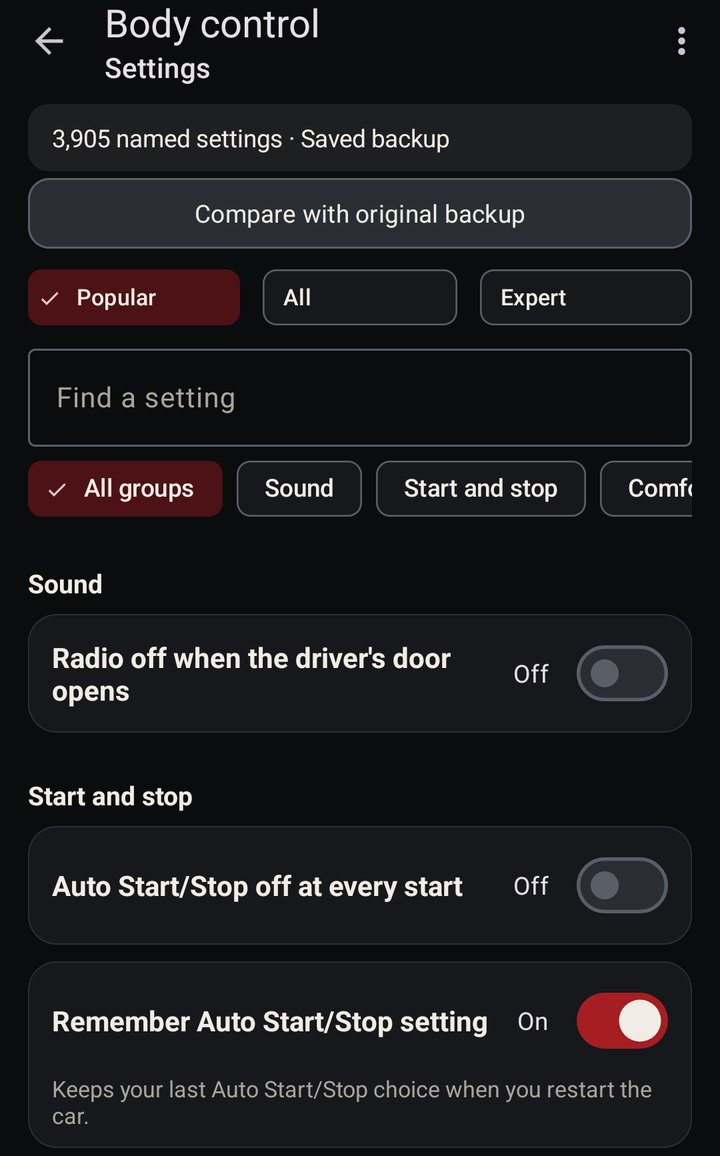 Body control
Settings
3,905 named settings · Saved backup
Compare with original backup
Popular
All
Expert
Find a setting
All groups
Sound
Start and stop
Sound
Radio off when the driver's door
opens
Off
Start and stop
Auto Start/Stop off at every start
Off
Remember Auto Start/Stop setting
On
Keeps your last Auto Start/Stop choice when you restart the
car.